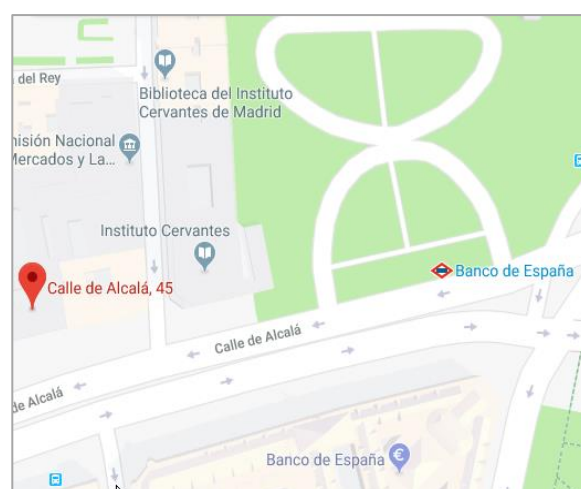 del Rey
Biblioteca del Instituto
Cervantes de Madrid
isión Nacional
Mercados y La...
Instituto Cervantes
Calle de Alcalá, 45
Banco de España
Calle de Alcalá
de Alcalá
Banco de España